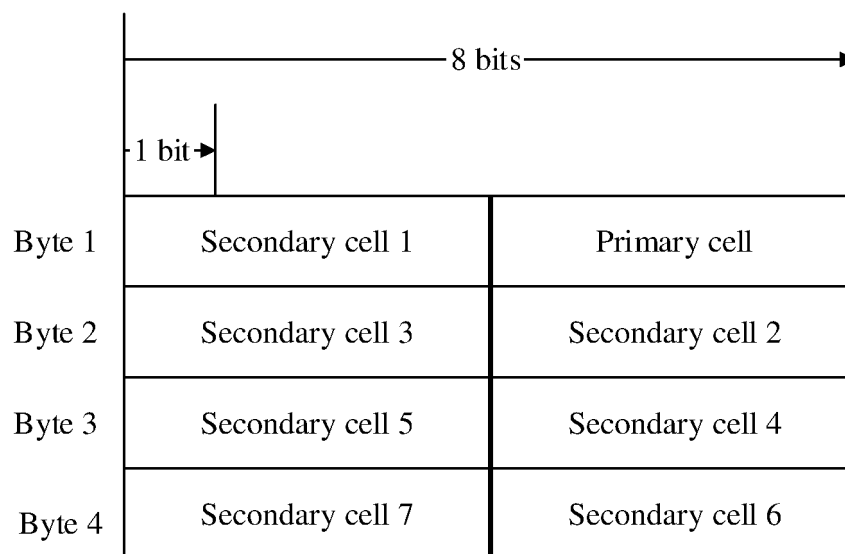 8 bits
1 bit
Byte 1 Secondary cell 1 Primary cell
Byte 2 Secondary cell 3 Secondary cell 2
Byte 3 Secondary cell 5 Secondary cell 4
Byte 4 Secondary cell 7 Secondary cell 6